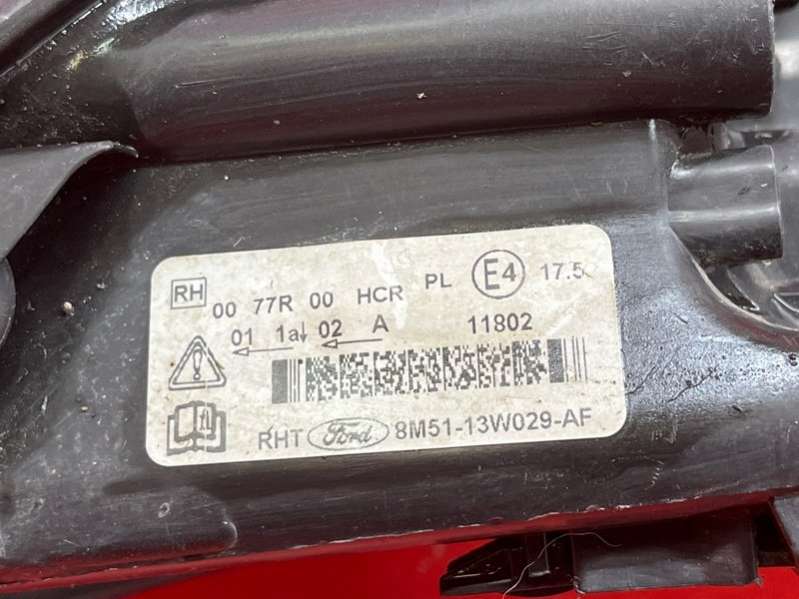 RH 00 77R 00 HCR PL E4 17.5
01 1a 02 A 11802
RHT Ford 8M51-13W029-AF